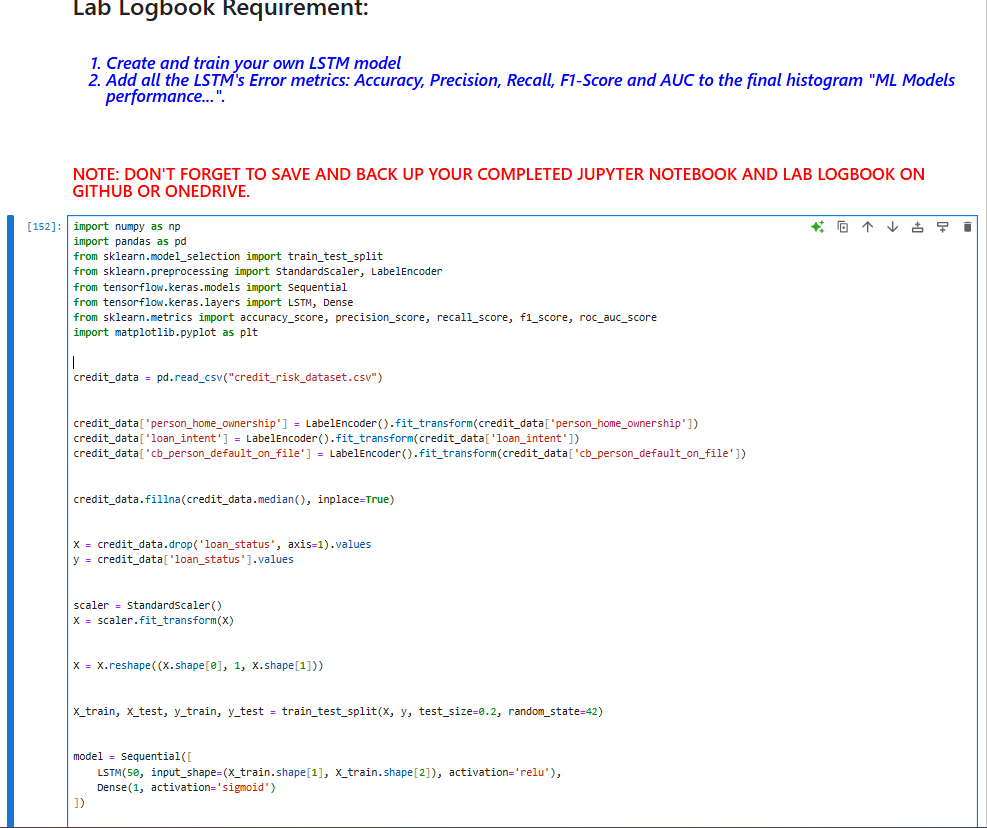 Lab Logbook Requirement:
1. Create and train your own LSTM model
2. Add all the LSTM's Error metrics: Accuracy, Precision, Recall, F1-Score and AUC to the final histogram "ML Models
performance...".
NOTE: DON'T FORGET TO SAVE AND BACK UP YOUR COMPLETED JUPYTER NOTEBOOK AND LAB LOGBOOK ON
GITHUB OR ONEDRIVE.
[152]:
import numpy as np
import pandas as pd
from sklearn.model_selection import train_test_split
from sklearn.preprocessing import StandardScaler, LabelEncoder
from tensorflow.keras.models import Sequential
from tensorflow.keras.layers import LSTM, Dense
from sklearn.metrics import accuracy_score, precision_score, recall_score, f1_score, roc_auc_score
import matplotlib.pyplot as plt
credit_data = pd.read_csv("credit_risk_dataset.csv")
credit_data['person_home_ownership'] = LabelEncoder().fit_transform(credit_data['person_home_ownership'])
credit_data['loan_intent'] = LabelEncoder().fit_transform(credit_data['loan_intent'])
credit_data['cb_person_default_on_file'] = LabelEncoder().fit_transform(credit_data['cb_person_default_on_file'])
credit_data.fillna(credit_data.median(), inplace=True)
X = credit_data.drop('loan_status', axis=1).values
y = credit_data['loan_status'].values
scaler = StandardScaler()
X = scaler.fit_transform(X)
X = X.reshape((X.shape[0], 1, X.shape[1]))
X_train, X_test, y_train, y_test = train_test_split(X, y, test_size=0.2, random_state=42)
model = Sequential([
    LSTM(50, input_shape=(X_train.shape[1], X_train.shape[2]), activation='relu'),
    Dense(1, activation='sigmoid')
])